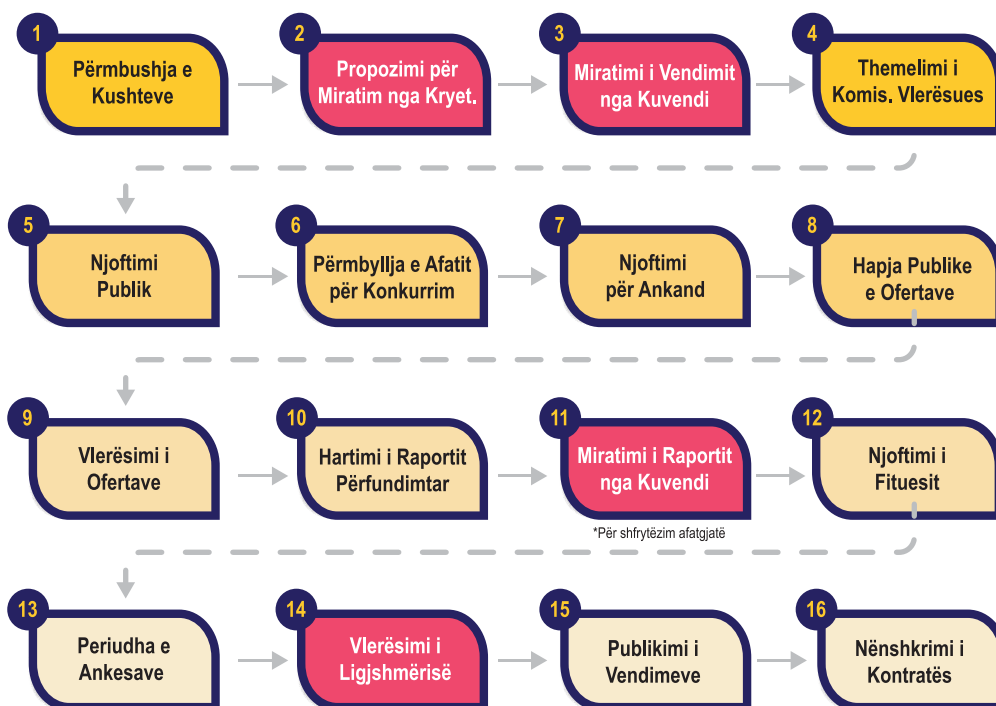 1
Përmbushja e
Kushteve
2
Propozimi për
Miratim nga Kryet.
3
Miratimi i Vendimit
nga Kuvendi
4
Themelimi i
Komis. Vlerësues
5
Njoftimi
Publik
6
Përmbyllja e Afatit
për Konkurrim
7
Njoftimi
për Ankand
8
Hapja Publike
e Ofertave
9
Vlerësimi i
Ofertave
10
Hartimi i Raportit
Përfundimtar
11
Miratimi i Raportit
nga Kuvendi
*Për shfrytëzim afatgjatë
12
Njoftimi i
Fituesit
13
Periudha e
Ankesave
14
Vlerësimi i
Ligjshmërisë
15
Publikimi i
Vendimeve
16
Nënshkrimi i
Kontratës